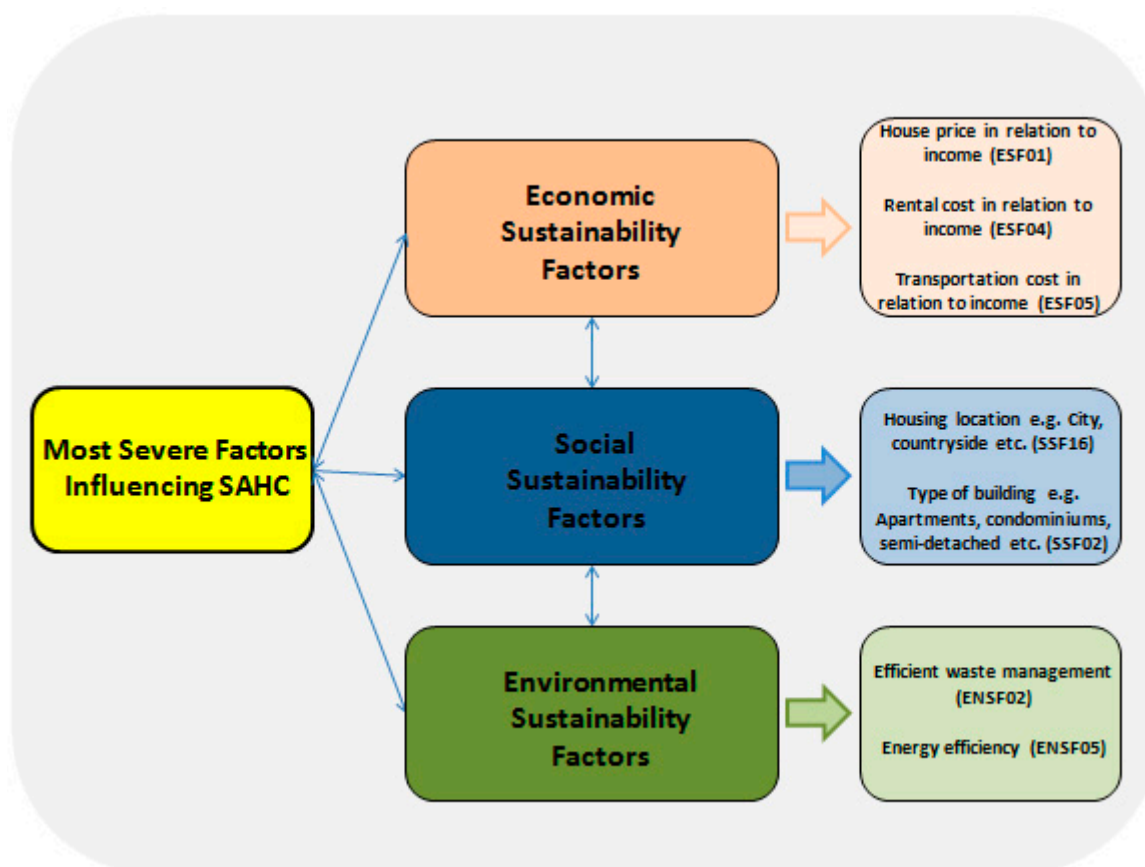 House price in relation to
income (ESF01)
Economic
Sustainability
Factors
Rental cost in relation to
income (ESF04)
Transportation cost in
relation to income (ESF05)
Most Severe Factors
Influencing SAHC
Social
Sustainability
Factors
Housing location e.g. City,
countryside etc. (SSF16)
Type of building e.g.
Apartments, condominiums,
semi-detached etc. (SSF02)
Environmental
Sustainability
Factors
Efficient waste management
(ENSF02)
Energy efficiency (ENSF05)